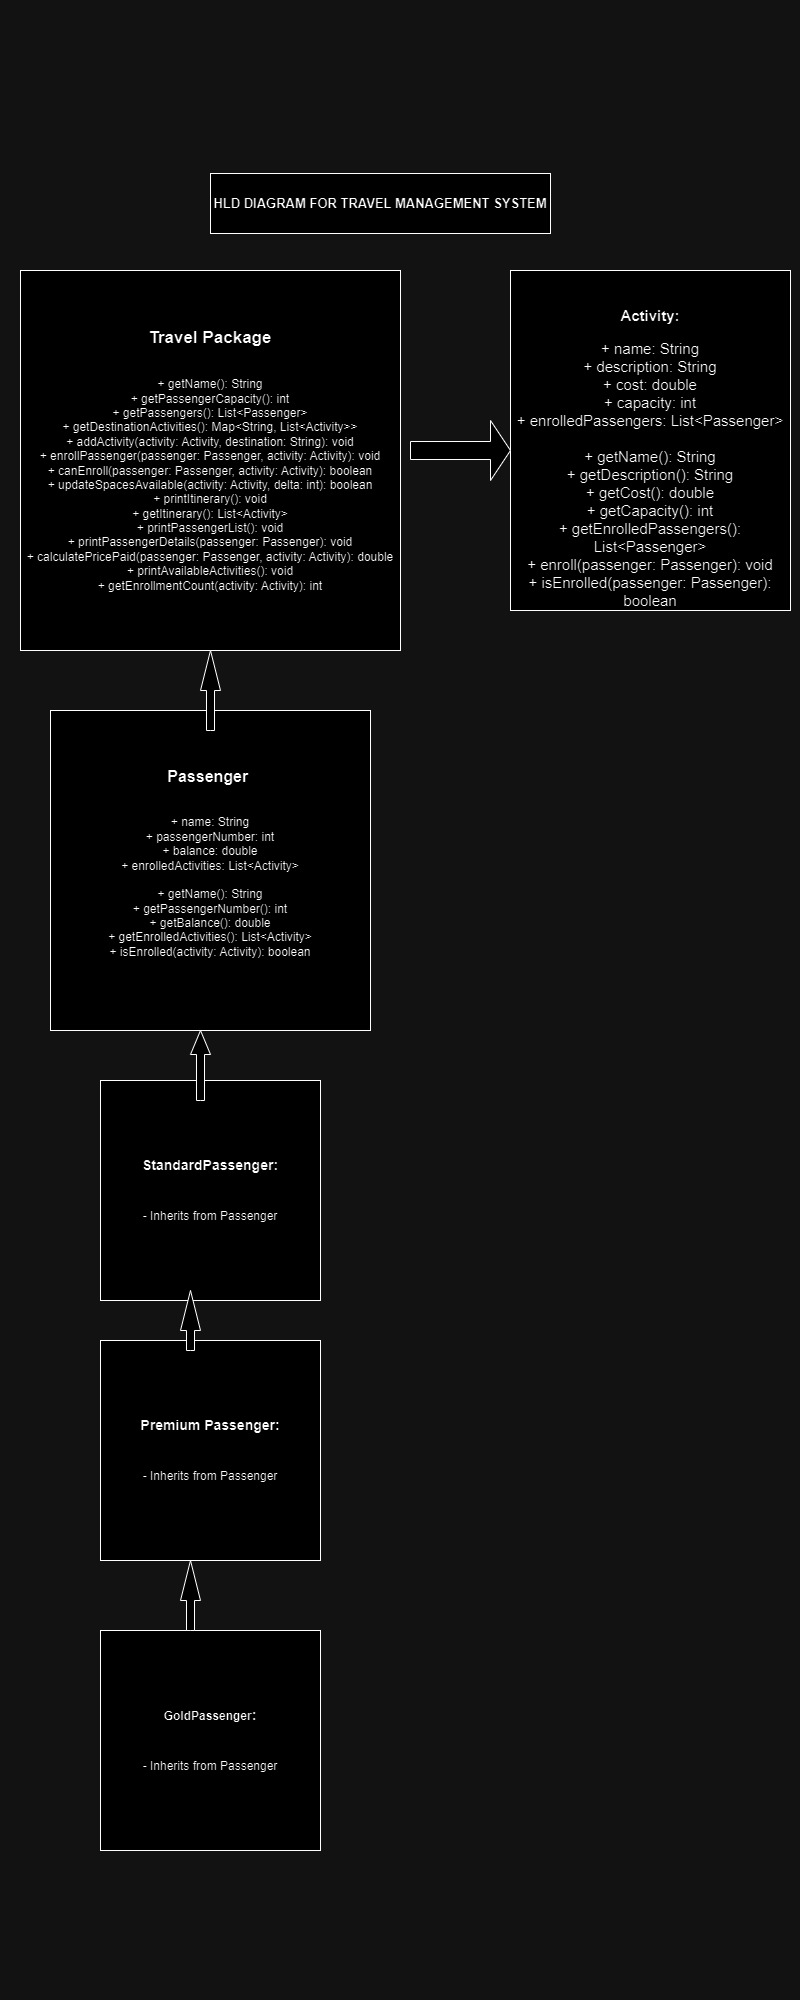 HLD DIAGRAM FOR TRAVEL MANAGEMENT SYSTEM
Travel Package
+ getName(): String
+ getPassengerCapacity(): int
+ getPassengers(): List<Passenger>
+ getDestinationActivities(): Map<String, List<Activity>>
+ addActivity(activity: Activity, destination: String): void
+ enrollPassenger(passenger: Passenger, activity: Activity): void
+ canEnroll(passenger: Passenger, activity: Activity): boolean
+ updateSpacesAvailable(activity: Activity, delta: int): boolean
+ printItinerary(): void
+ getItinerary(): List<Activity>
+ printPassengerList(): void
+ printPassengerDetails(passenger: Passenger): void
+ calculatePricePaid(passenger: Passenger, activity: Activity): double
+ printAvailableActivities(): void
+ getEnrollmentCount(activity: Activity): int
Activity:
+ name: String
+ description: String
+ cost: double
+ capacity: int
+ enrolledPassengers: List<Passenger>
+ getName(): String
+ getDescription(): String
+ getCost(): double
+ getCapacity(): int
+ getEnrolledPassengers():
List<Passenger>
+ enroll(passenger: Passenger): void
+ isEnrolled(passenger: Passenger):
boolean
Passenger
+ name: String
+ passengerNumber: int
+ balance: double
+ enrolledActivities: List<Activity>
+ getName(): String
+ getPassengerNumber(): int
+ getBalance(): double
+ getEnrolledActivities(): List<Activity>
+ isEnrolled(activity: Activity): boolean
StandardPassenger:
- Inherits from Passenger
Premium Passenger:
- Inherits from Passenger
GoldPassenger:
- Inherits from Passenger